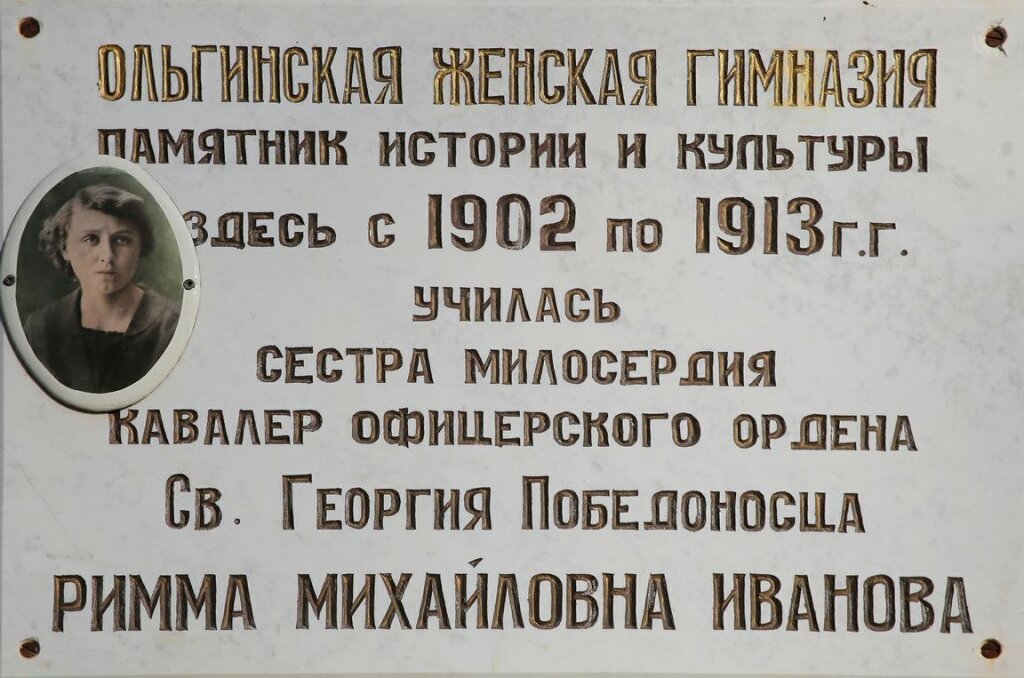 ОЛЬГИНСКАЯ ЖЕНСКАЯ ГИМНАЗИЯ
ПАМЯТНИК ИСТОРИИ И КУЛЬТУРЫ
ЗДЕСЬ С 1902 ПО 1913 Г.Г.
УЧИЛАСЬ
СЕСТРА МИЛОСЕРДИЯ
КАВАЛЕР ОФИЦЕРСКОГО ОРДЕНА
СВ. ГЕОРГИЯ ПОБЕДОНОСЦА
РИММА МИХАЙЛОВНА ИВАНОВА